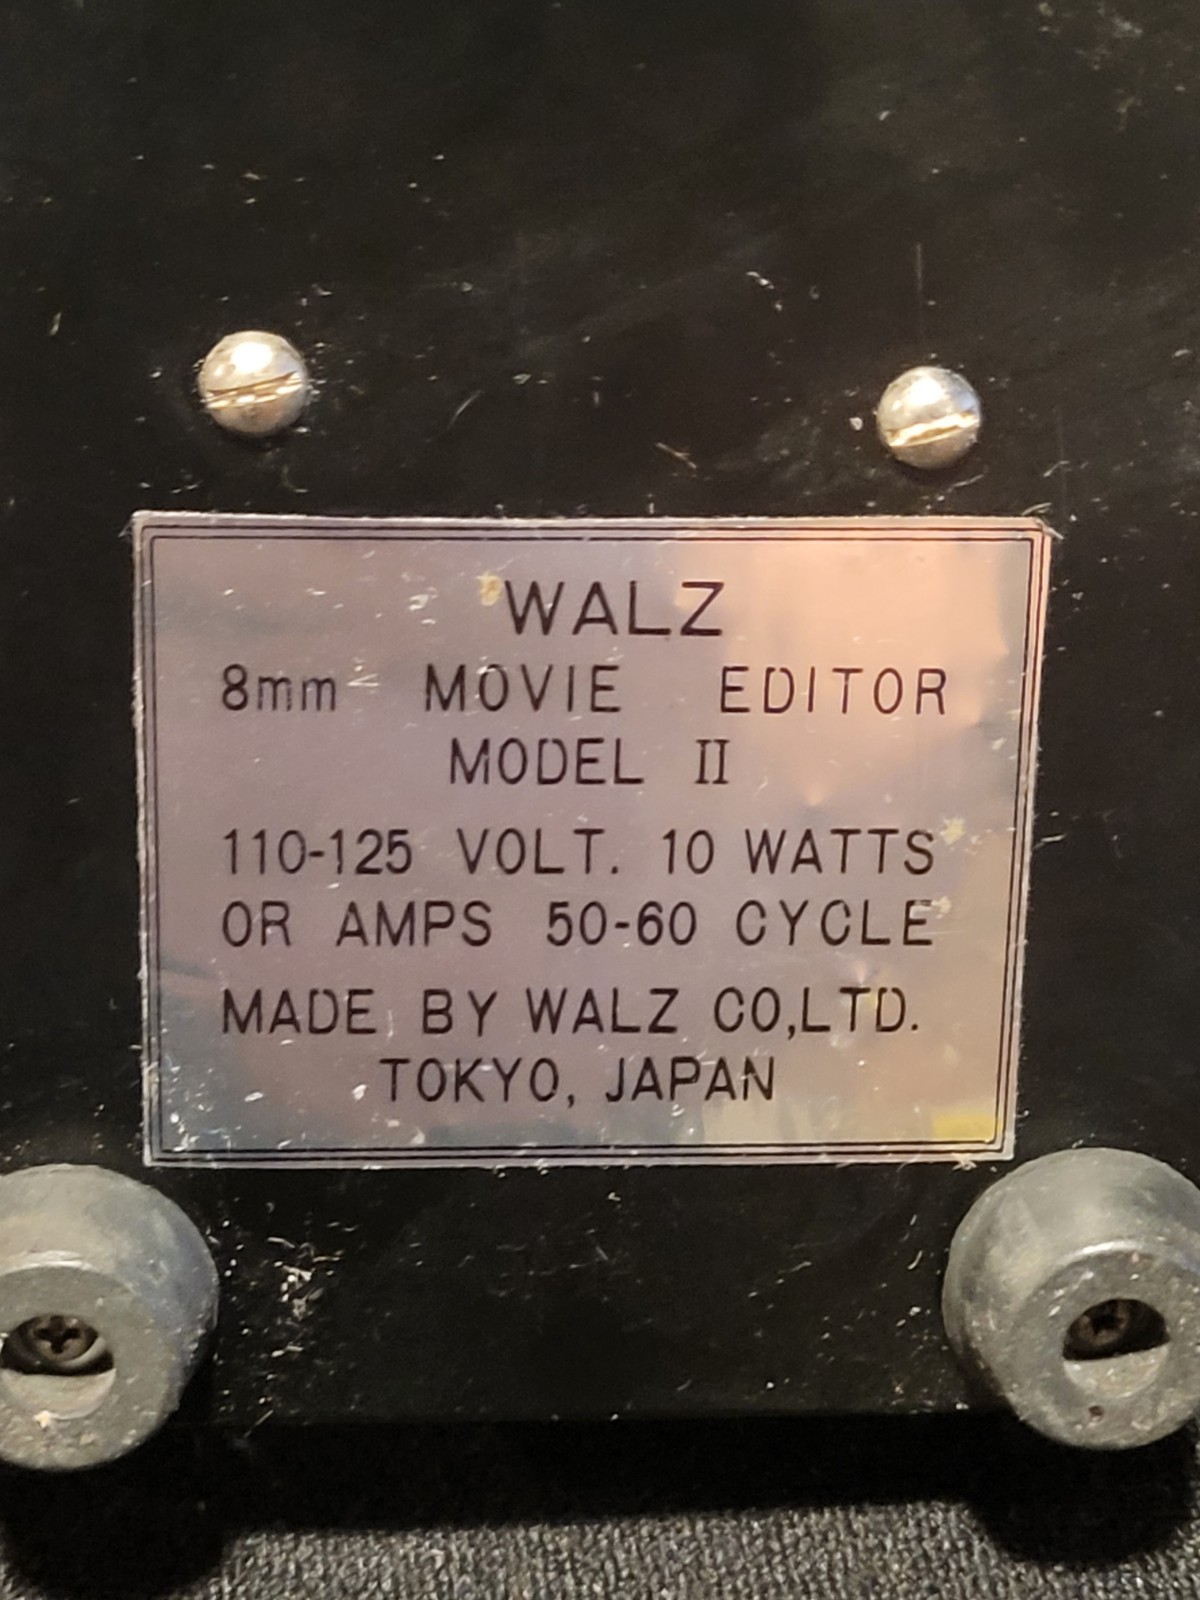 WALZ
8mm MOVIE EDITOR
MODEL II
110-125 VOLT. 10 WATTS
OR AMPS 50-60 CYCLE
MADE BY WALZ CO,LTD.
TOKYO, JAPAN